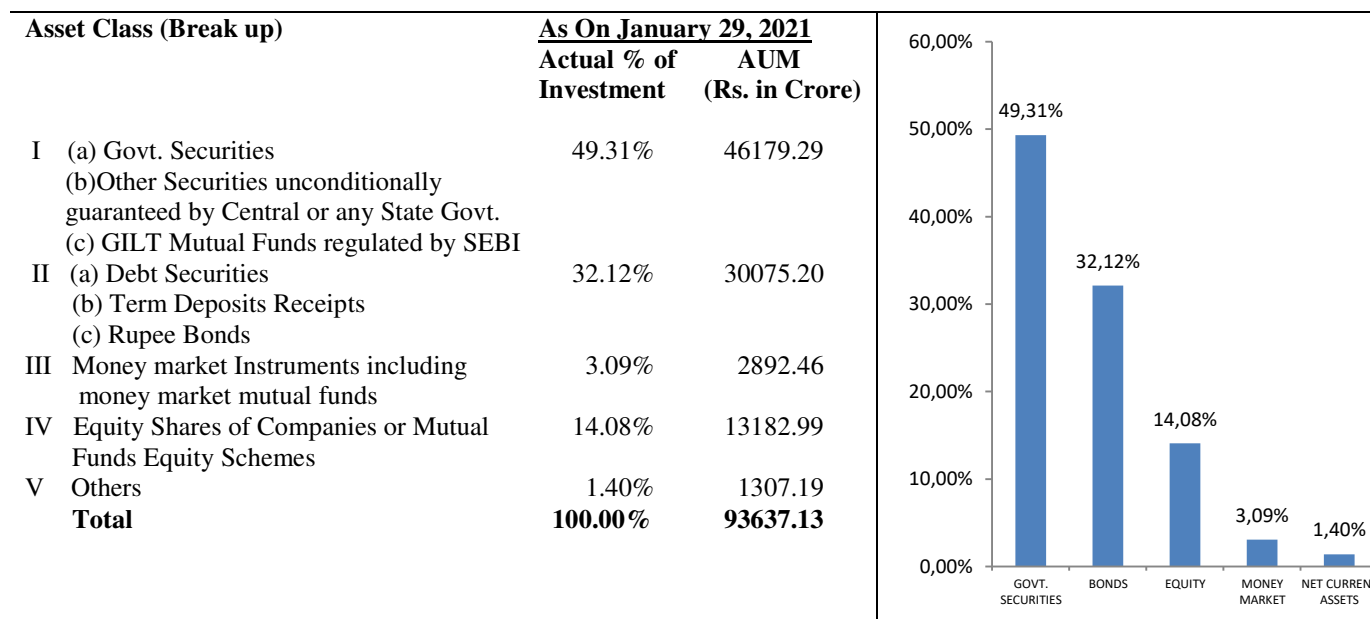 Asset Class (Break up) As On January 29, 2021
Actual % of AUM
Investment (Rs. in Crore)
I (a) Govt. Securities 49.31% 46179.29
(b)Other Securities unconditionally
guaranteed by Central or any State Govt.
(c) GILT Mutual Funds regulated by SEBI
II (a) Debt Securities 32.12% 30075.20
(b) Term Deposits Receipts
(c) Rupee Bonds
III Money market Instruments including 3.09% 2892.46
money market mutual funds
IV Equity Shares of Companies or Mutual 14.08% 13182.99
Funds Equity Schemes
V Others 1.40% 1307.19
Total 100.00% 93637.13
60,00%
50,00%
40,00%
30,00%
20,00%
10,00%
0,00%
49,31%
32,12%
14,08%
3,09%
1,40%
GOVT. BONDS EQUITY MONEY NET CURREN
SECURITIES MARKET ASSETS